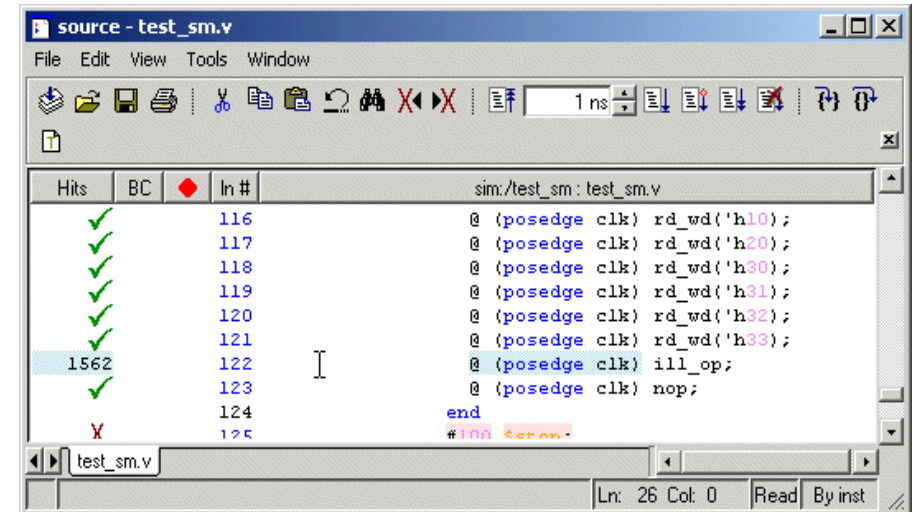 source - test_sm.v
File Edit View Tools Window
1 ns
Hits BC ln # sim:/test_sm : test_sm.v
116 @ (posedge clk) rd_wd('h10);
117 @ (posedge clk) rd_wd('h20);
118 @ (posedge clk) rd_wd('h30);
119 @ (posedge clk) rd_wd('h31);
120 @ (posedge clk) rd_wd('h32);
121 @ (posedge clk) rd_wd('h33);
1562 122 @ (posedge clk) ill_op;
123 @ (posedge clk) nop;
124 end
125 #100 $stop;
test_sm.v
Ln: 26 Col: 0 Read By inst